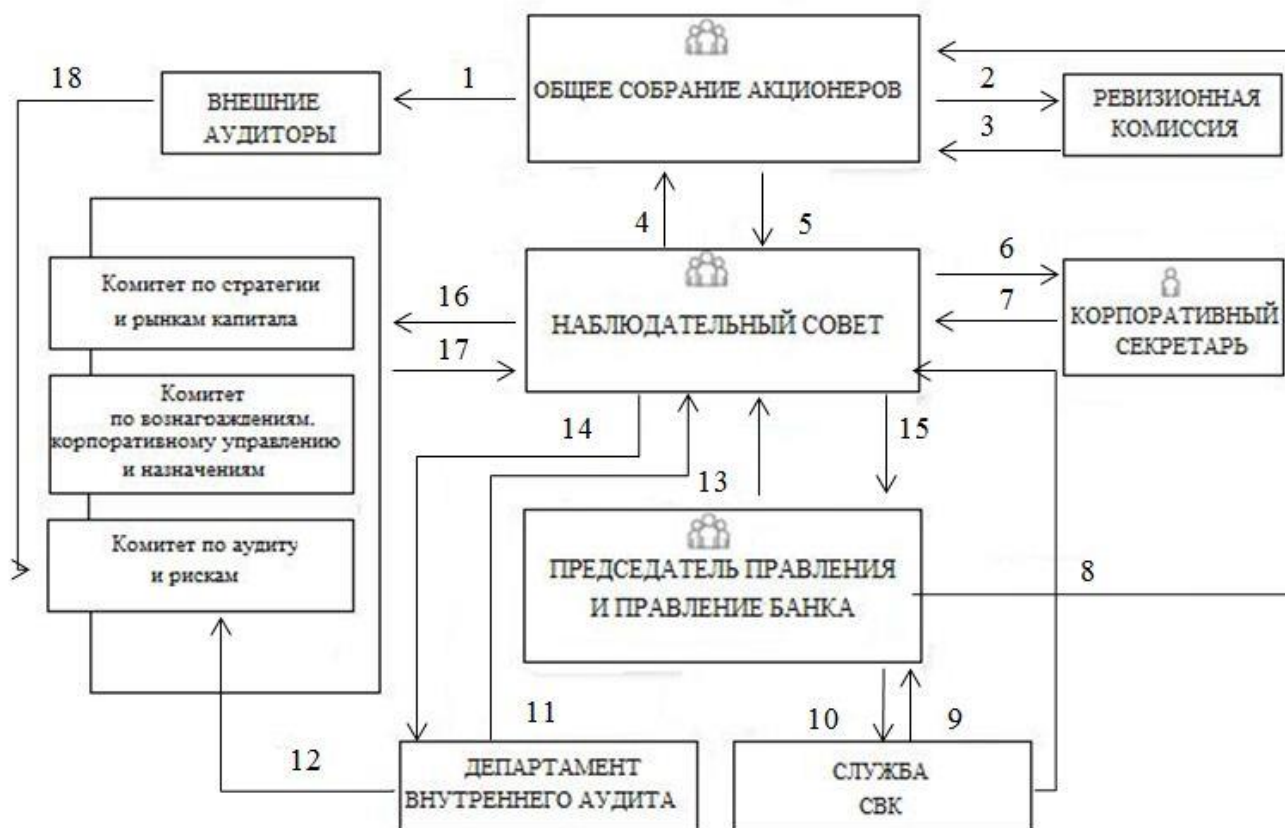 18
1
2
3
ВНЕШНИЕ
АУДИТОРЫ
ОБЩЕЕ СОБРАНИЕ АКЦИОНЕРОВ
РЕВИЗИОННАЯ
КОМИССИЯ
4
5
6
7
16
17
Комитет по стратегии
и рынкам капитала
НАБЛЮДАТЕЛЬНЫЙ СОВЕТ
КОРПОРАТИВНЫЙ
СЕКРЕТАРЬ
Комитет
по вознаграждениям,
корпоративному управлению
и назначениям
14
13
15
Комитет по аудиту
и рискам
ПРЕДСЕДАТЕЛЬ ПРАВЛЕНИЯ
И ПРАВЛЕНИЕ БАНКА
8
12
11
10
9
ДЕПАРТАМЕНТ
ВНУТРЕННЕГО АУДИТА
СЛУЖБА
СВК